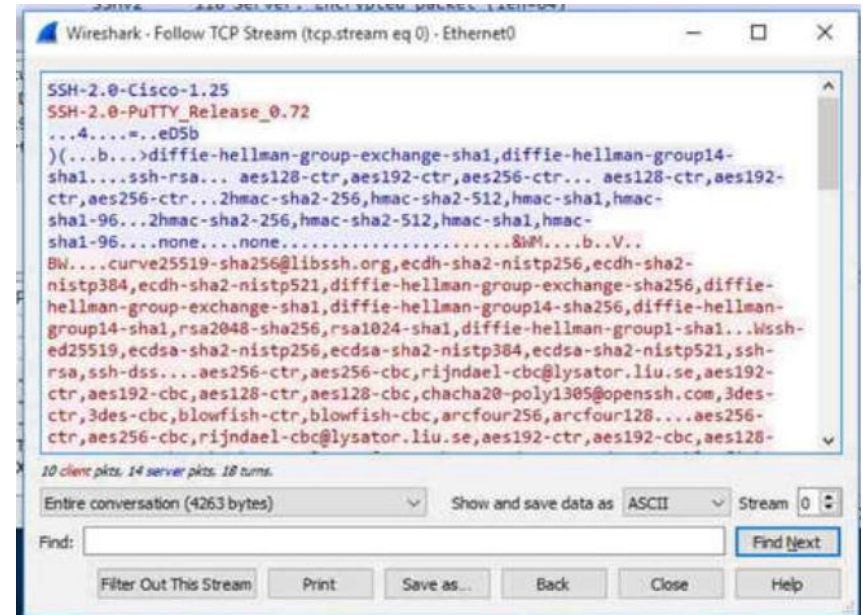 SSHv2 118 Server: Encrypted packet (len=64)
Wireshark · Follow TCP Stream (tcp.stream eq 0) · Ethernet0
SSH-2.0-Cisco-1.25
SSH-2.0-PuTTY_Release_0.72
...4....=..eD5b
)(...b...>diffie-hellman-group-exchange-sha1,diffie-hellman-group14-
sha1....ssh-rsa... aes128-ctr,aes192-ctr,aes256-ctr... aes128-ctr,aes192-
ctr,aes256-ctr...2hmac-sha2-256,hmac-sha2-512,hmac-sha1,hmac-
sha1-96...2hmac-sha2-256,hmac-sha2-512,hmac-sha1,hmac-
sha1-96....none....none......................&WM....b..V..
BW....curve25519-sha256@libssh.org,ecdh-sha2-nistp256,ecdh-sha2-
nistp384,ecdh-sha2-nistp521,diffie-hellman-group-exchange-sha256,diffie-
hellman-group-exchange-sha1,diffie-hellman-group14-sha256,diffie-hellman-
group14-sha1,rsa2048-sha256,rsa1024-sha1,diffie-hellman-group1-sha1...Wssh-
ed25519,ecdsa-sha2-nistp256,ecdsa-sha2-nistp384,ecdsa-sha2-nistp521,ssh-
rsa,ssh-dss....aes256-ctr,aes256-cbc,rijndael-cbc@lysator.liu.se,aes192-
ctr,aes192-cbc,aes128-ctr,aes128-cbc,chacha20-poly1305@openssh.com,3des-
ctr,3des-cbc,blowfish-ctr,blowfish-cbc,arcfour256,arcfour128....aes256-
ctr,aes256-cbc,rijndael-cbc@lysator.liu.se,aes192-ctr,aes192-cbc,aes128-
10 client pkts, 14 server pkts, 18 turns.
Entire conversation (4263 bytes) Show and save data as ASCII Stream 0
Find: Find Next
Filter Out This Stream Print Save as... Back Close Help